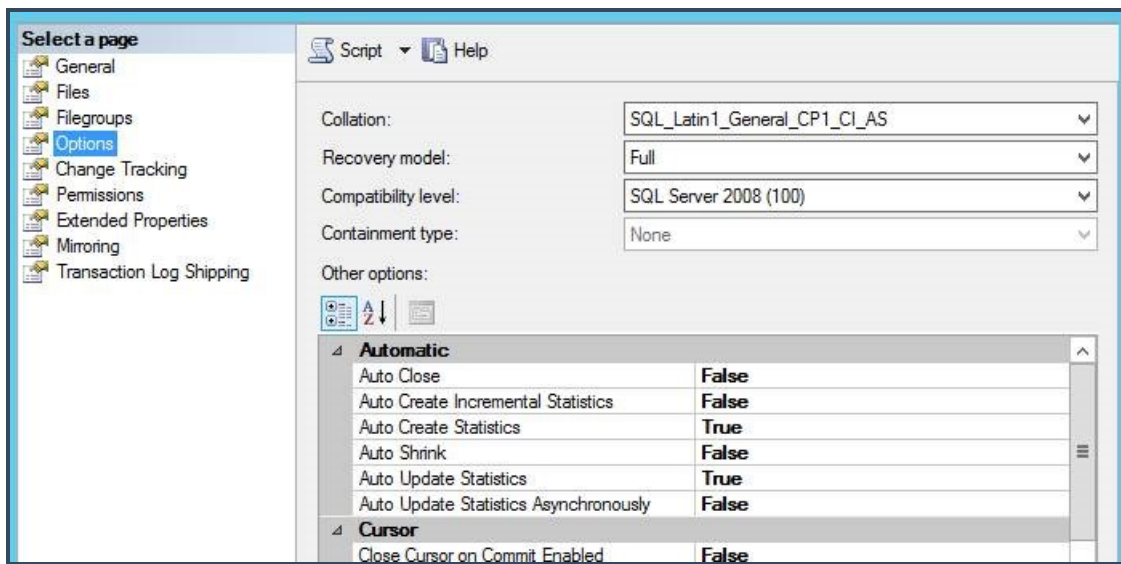 Select a page
General
Files
Filegroups
Options
Change Tracking
Permissions
Extended Properties
Mirroring
Transaction Log Shipping
Script Help
Collation: SQL_Latin1_General_CP1_CI_AS
Recovery model: Full
Compatibility level: SQL Server 2008 (100)
Containment type: None
Other options:
Automatic
Auto Close False
Auto Create Incremental Statistics False
Auto Create Statistics True
Auto Shrink False
Auto Update Statistics True
Auto Update Statistics Asynchronously False
Cursor
Close Cursor on Commit Enabled False